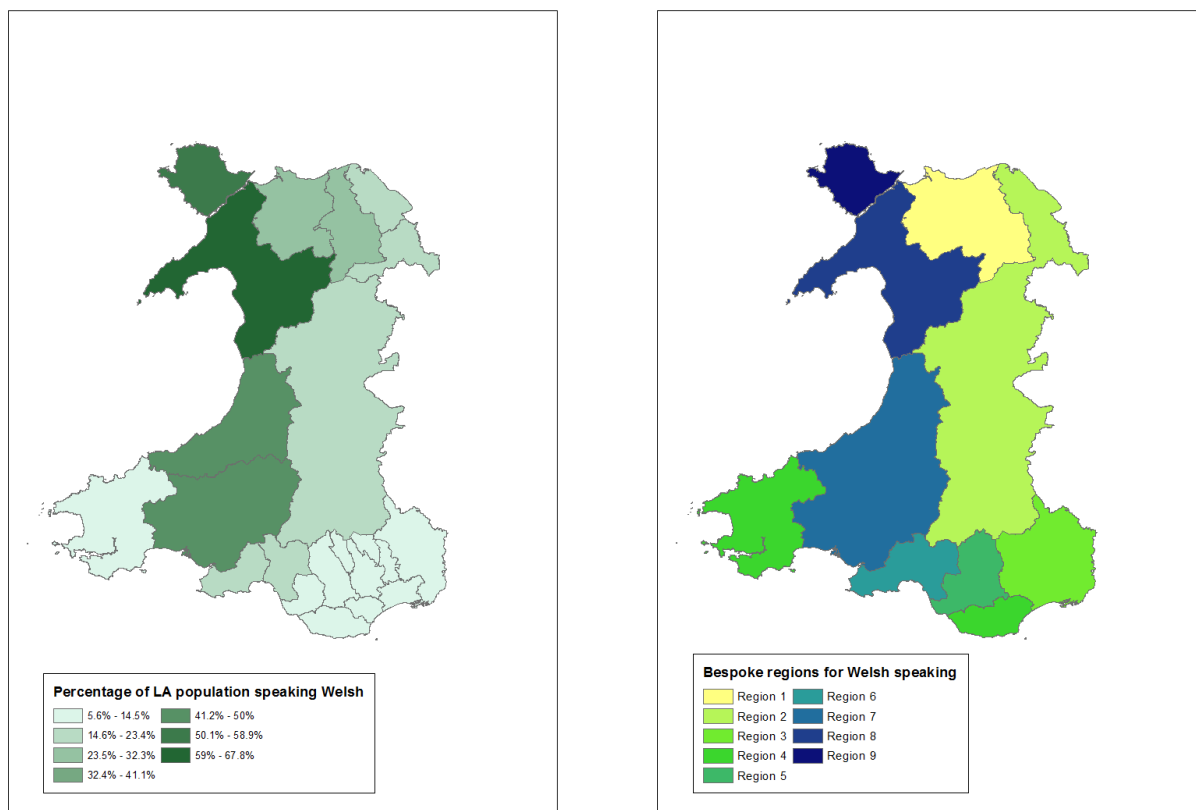 Percentage of LA population speaking Welsh
5.6% - 14.5%
14.6% - 23.4%
23.5% - 32.3%
32.4% - 41.1%
41.2% - 50%
50.1% - 58.9%
59% - 67.8%
Bespoke regions for Welsh speaking
Region 1
Region 2
Region 3
Region 4
Region 5
Region 6
Region 7
Region 8
Region 9